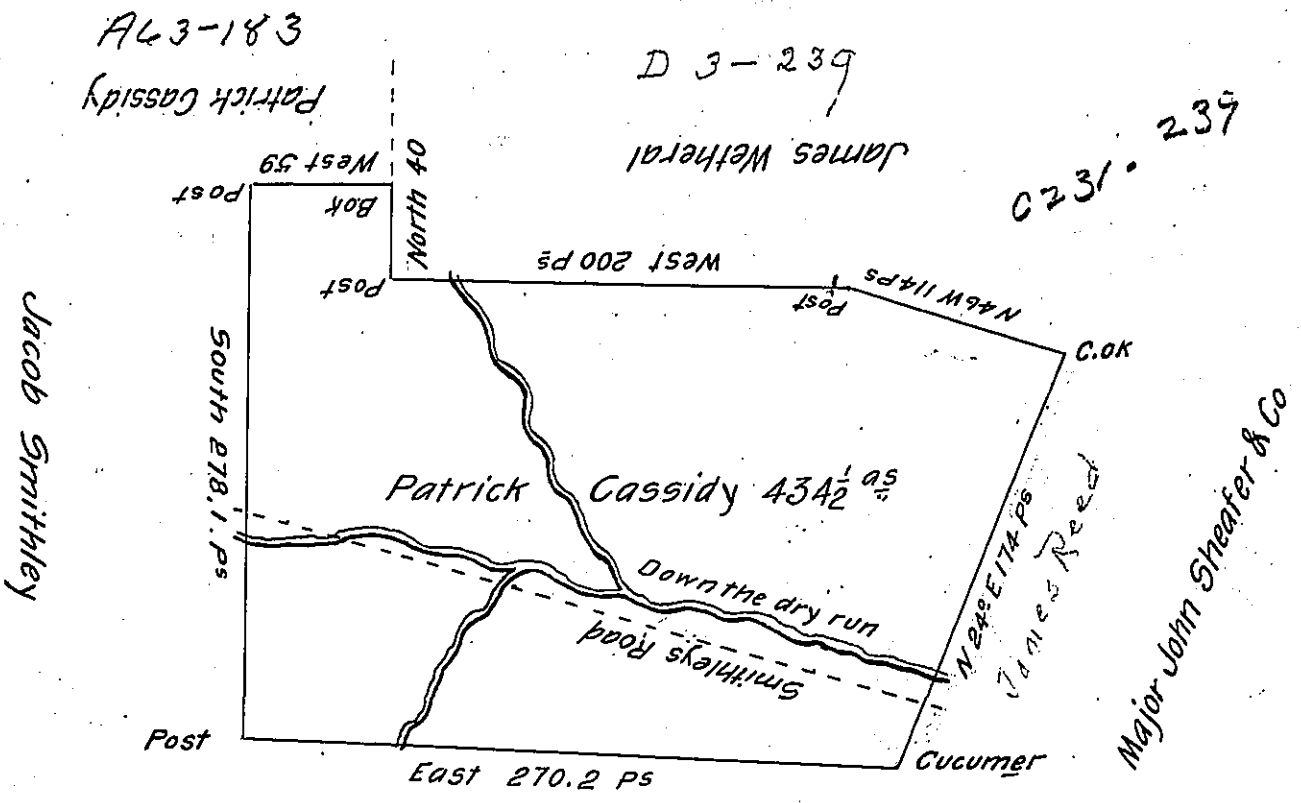 A63-183
D 3-239
C231. 239
Patrick Cassidy
James Wetheral
West 59
North 40
Post
B.ok
West 200 Ps
Post
Post
N46W 114 Ps
C.OK
Jacob Smithley
South 278.1. Ps
Patrick Cassidy 434½ as
Down the dry run
Smithleys Road
N 24° E 174 Ps
James Reed
Major John Sheafer & Co
Post
East 270.2 Ps
Cucumer